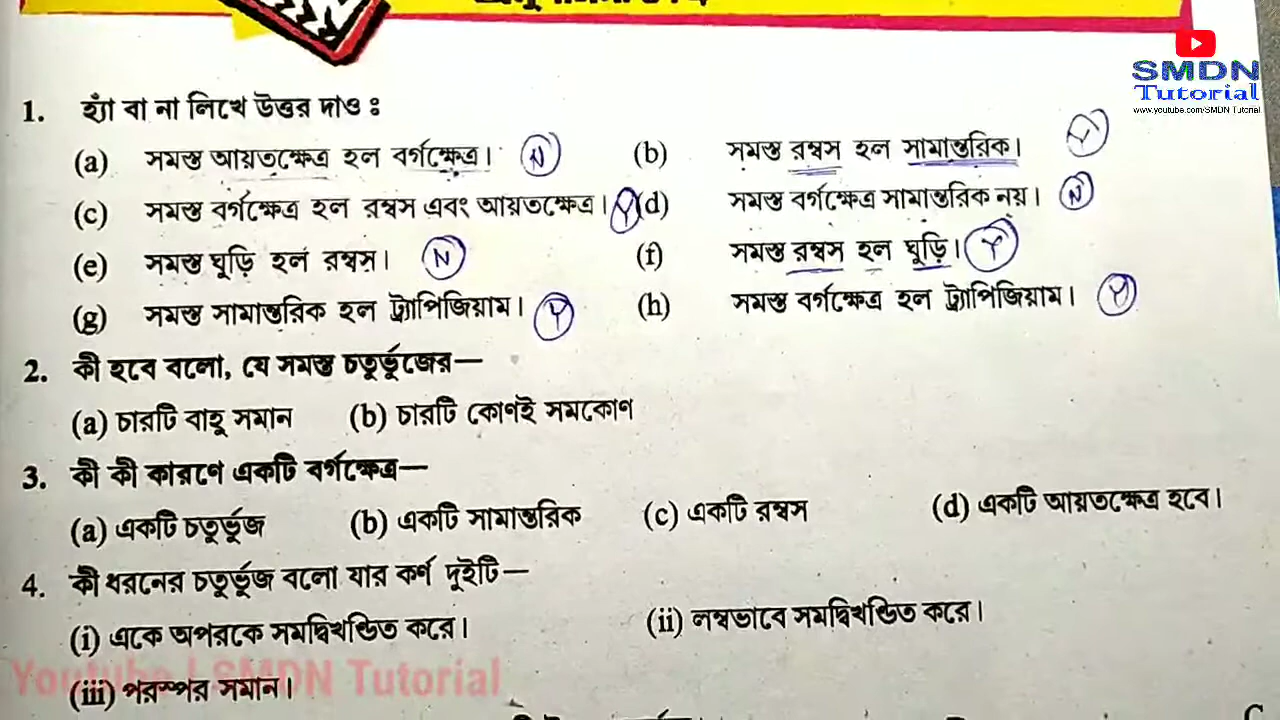 SMDN
Tutorial
www.youtube.com/SMDN Tutorial
1. হ্যাঁ বা না লিখে উত্তর দাও ঃ
(a) সমস্ত আয়তক্ষেত্র হল বর্গক্ষেত্র। N (b) সমস্ত রম্বস হল সামান্তরিক। Y
(c) সমস্ত বর্গক্ষেত্র হল রম্বস এবং আয়তক্ষেত্র। Y (d) সমস্ত বর্গক্ষেত্র সামান্তরিক নয়। N
(e) সমস্ত ঘুড়ি হল রম্বস। N (f) সমস্ত রম্বস হল ঘুড়ি। Y
(g) সমস্ত সামান্তরিক হল ট্র্যাপিজিয়াম। Y (h) সমস্ত বর্গক্ষেত্র হল ট্র্যাপিজিয়াম। Y
2. কী হবে বলো, যে সমস্ত চতুর্ভুজের—
(a) চারটি বাহু সমান (b) চারটি কোণই সমকোণ
3. কী কী কারণে একটি বর্গক্ষেত্র—
(a) একটি চতুর্ভুজ (b) একটি সামান্তরিক (c) একটি রম্বস (d) একটি আয়তক্ষেত্র হবে।
4. কী ধরনের চতুর্ভুজ বলো যার কর্ণ দুইটি—
(i) একে অপরকে সমদ্বিখণ্ডিত করে। (ii) লম্বভাবে সমদ্বিখণ্ডিত করে।
(iii) পরস্পর সমান।
Youtube | SMDN Tutorial